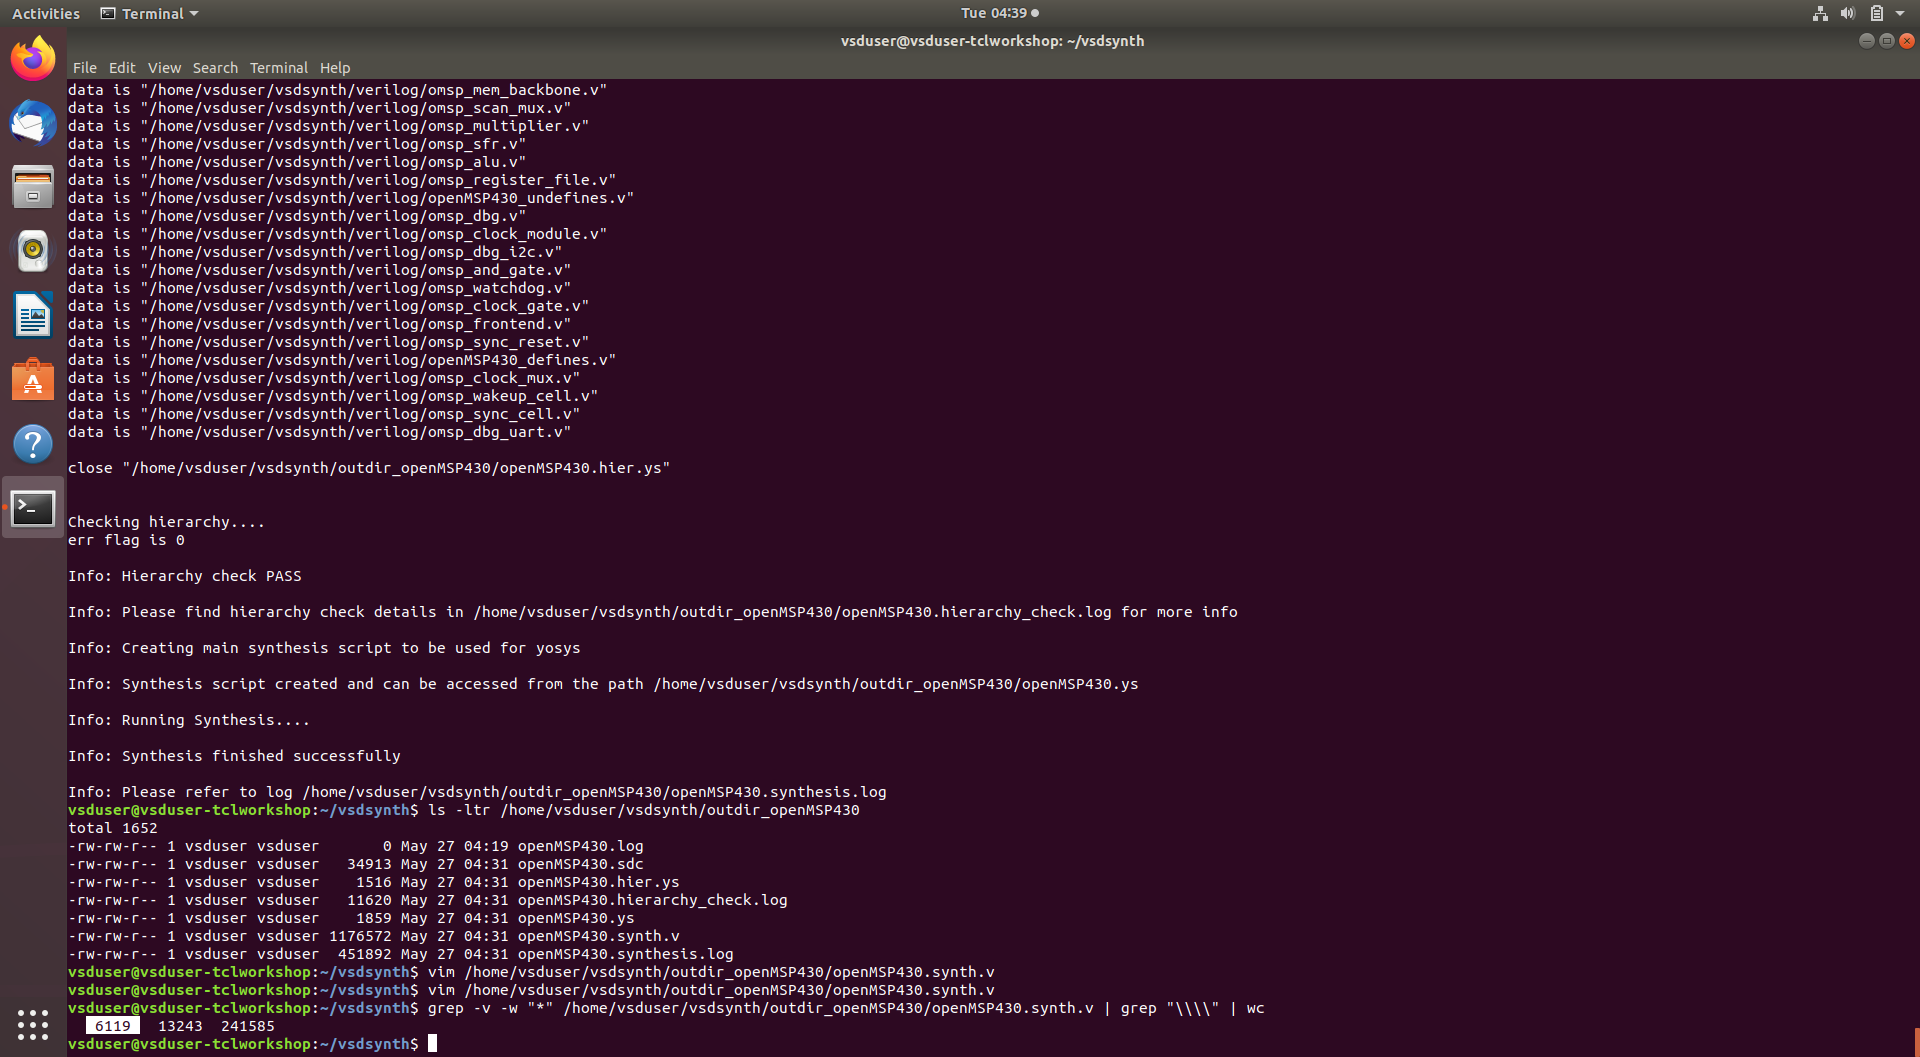 Activities Terminal Tue 04:39
vsduser@vsduser-tclworkshop: ~/vsdsynth
File Edit View Search Terminal Help
data is "/home/vsduser/vsdsynth/verilog/omsp_mem_backbone.v"
data is "/home/vsduser/vsdsynth/verilog/omsp_scan_mux.v"
data is "/home/vsduser/vsdsynth/verilog/omsp_multiplier.v"
data is "/home/vsduser/vsdsynth/verilog/omsp_sfr.v"
data is "/home/vsduser/vsdsynth/verilog/omsp_alu.v"
data is "/home/vsduser/vsdsynth/verilog/omsp_register_file.v"
data is "/home/vsduser/vsdsynth/verilog/openMSP430_undefines.v"
data is "/home/vsduser/vsdsynth/verilog/omsp_dbg.v"
data is "/home/vsduser/vsdsynth/verilog/omsp_clock_module.v"
data is "/home/vsduser/vsdsynth/verilog/omsp_dbg_i2c.v"
data is "/home/vsduser/vsdsynth/verilog/omsp_and_gate.v"
data is "/home/vsduser/vsdsynth/verilog/omsp_watchdog.v"
data is "/home/vsduser/vsdsynth/verilog/omsp_clock_gate.v"
data is "/home/vsduser/vsdsynth/verilog/omsp_frontend.v"
data is "/home/vsduser/vsdsynth/verilog/omsp_sync_reset.v"
data is "/home/vsduser/vsdsynth/verilog/openMSP430_defines.v"
data is "/home/vsduser/vsdsynth/verilog/omsp_clock_mux.v"
data is "/home/vsduser/vsdsynth/verilog/omsp_wakeup_cell.v"
data is "/home/vsduser/vsdsynth/verilog/omsp_sync_cell.v"
data is "/home/vsduser/vsdsynth/verilog/omsp_dbg_uart.v"
close "/home/vsduser/vsdsynth/outdir_openMSP430/openMSP430.hier.ys"
Checking hierarchy....
err flag is 0
Info: Hierarchy check PASS
Info: Please find hierarchy check details in /home/vsduser/vsdsynth/outdir_openMSP430/openMSP430.hierarchy_check.log for more info
Info: Creating main synthesis script to be used for yosys
Info: Synthesis script created and can be accessed from the path /home/vsduser/vsdsynth/outdir_openMSP430/openMSP430.ys
Info: Running Synthesis....
Info: Synthesis finished successfully
Info: Please refer to log /home/vsduser/vsdsynth/outdir_openMSP430/openMSP430.synthesis.log
vsduser@vsduser-tclworkshop:~/vsdsynth$ ls -ltr /home/vsduser/vsdsynth/outdir_openMSP430
total 1652
-rw-rw-r-- 1 vsduser vsduser       0 May 27 04:19 openMSP430.log
-rw-rw-r-- 1 vsduser vsduser   34913 May 27 04:31 openMSP430.sdc
-rw-rw-r-- 1 vsduser vsduser    1516 May 27 04:31 openMSP430.hier.ys
-rw-rw-r-- 1 vsduser vsduser   11620 May 27 04:31 openMSP430.hierarchy_check.log
-rw-rw-r-- 1 vsduser vsduser    1859 May 27 04:31 openMSP430.ys
-rw-rw-r-- 1 vsduser vsduser 1176572 May 27 04:31 openMSP430.synth.v
-rw-rw-r-- 1 vsduser vsduser  451892 May 27 04:31 openMSP430.synthesis.log
vsduser@vsduser-tclworkshop:~/vsdsynth$ vim /home/vsduser/vsdsynth/outdir_openMSP430/openMSP430.synth.v
vsduser@vsduser-tclworkshop:~/vsdsynth$ vim /home/vsduser/vsdsynth/outdir_openMSP430/openMSP430.synth.v
vsduser@vsduser-tclworkshop:~/vsdsynth$ grep -v -w "*" /home/vsduser/vsdsynth/outdir_openMSP430/openMSP430.synth.v | grep "\\\\" | wc
6119 13243 241585
vsduser@vsduser-tclworkshop:~/vsdsynth$